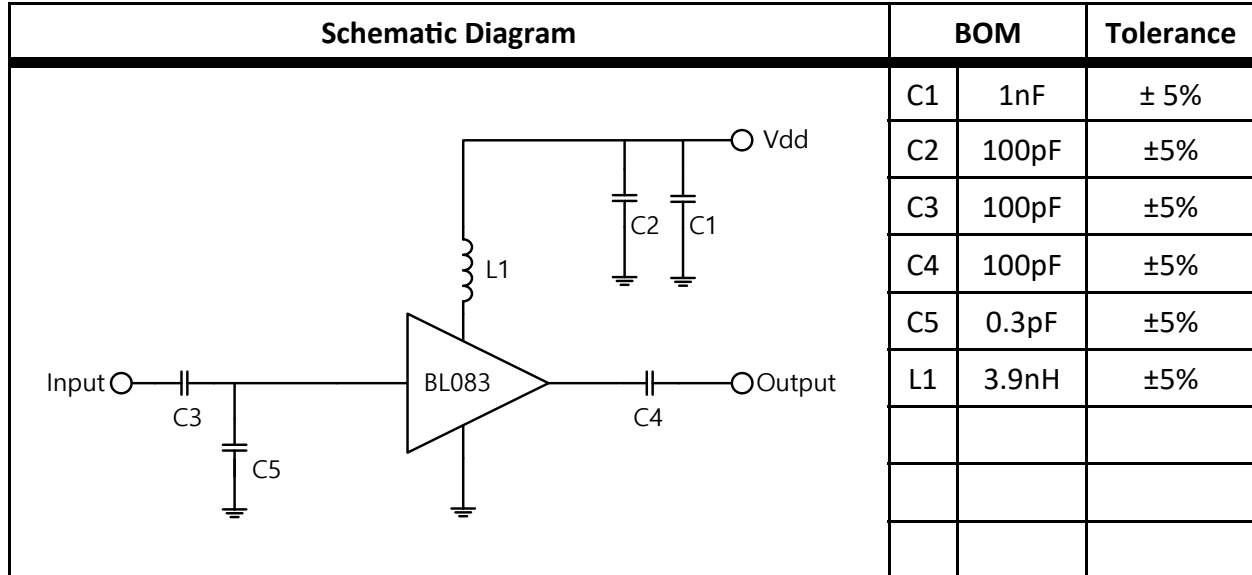 Schematic Diagram BOM Tolerance
C1 1nF ± 5%
Vdd
C2 100pF ±5%
C2 C1
C3 100pF ±5%
L1
C4 100pF ±5%
C5 0.3pF ±5%
Input BL083 Output
L1 3.9nH ±5%
C3 C4
C5